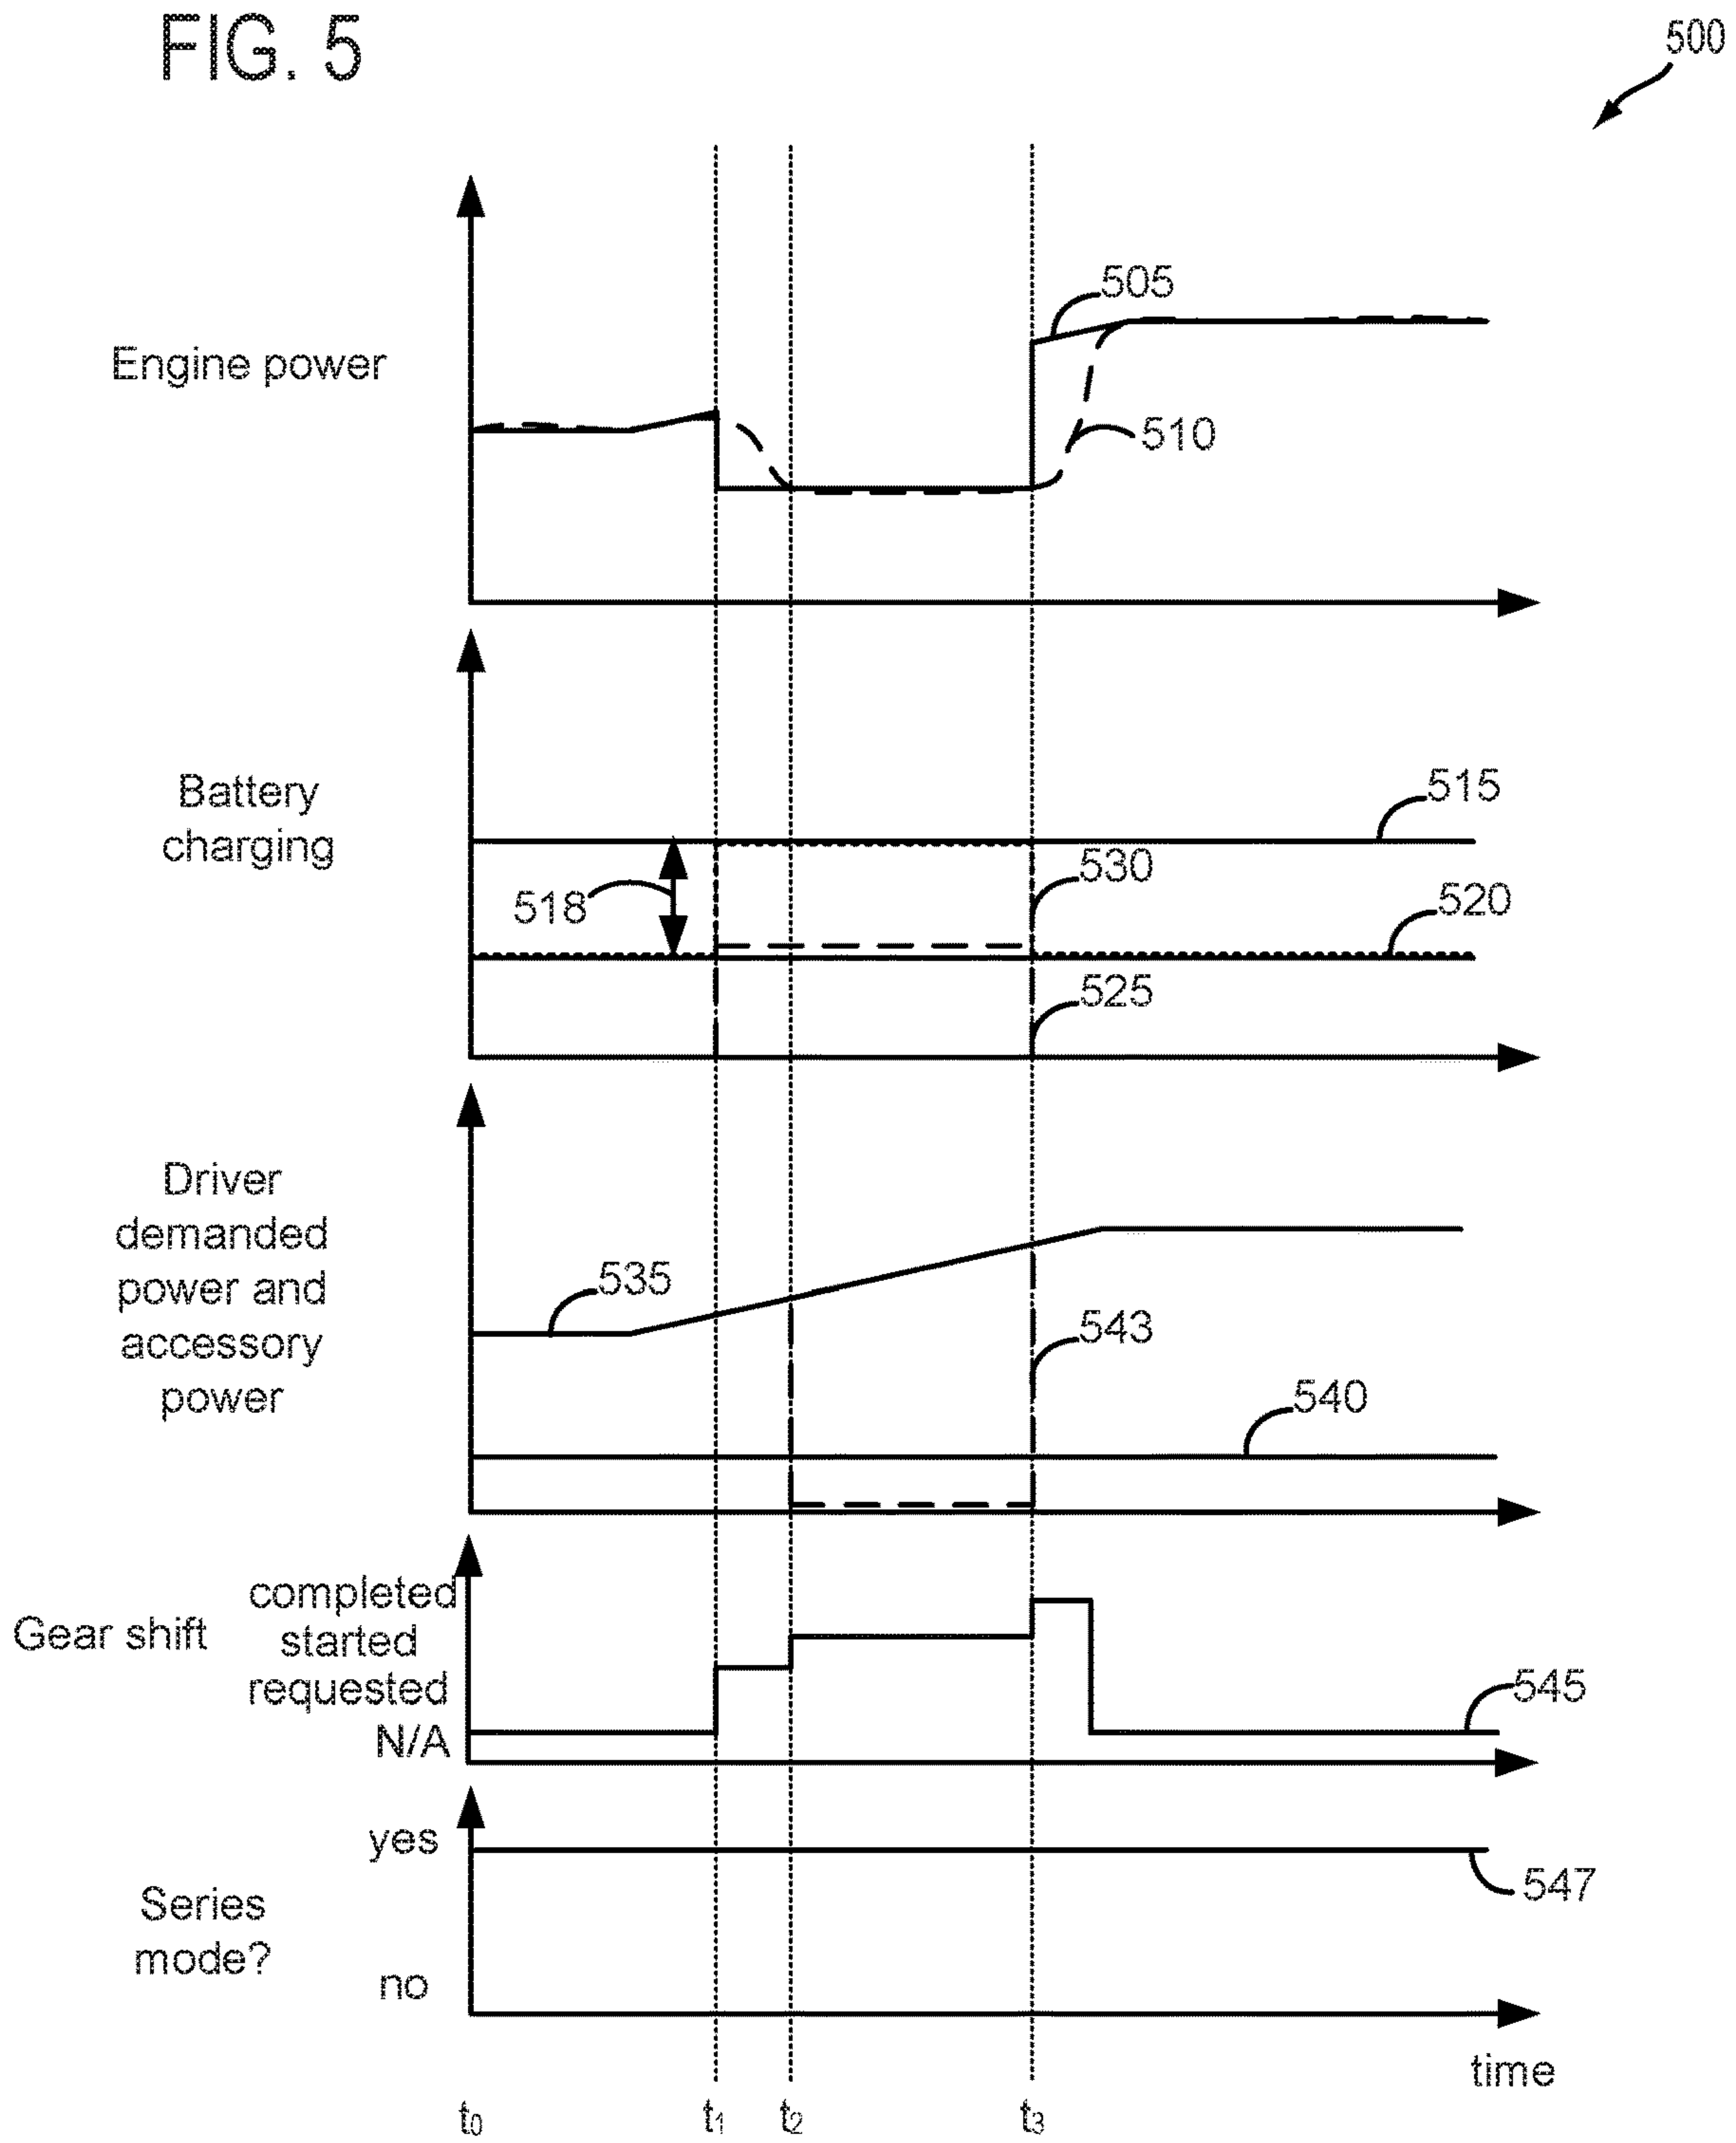 FIG. 5
500
505
Engine power
510
515
Battery
charging
530
518
520
525
Driver
demanded
power and
accessory
power
535
543
540
completed
Gear shift
started
requested
N/A
545
yes
547
Series
mode?
no
time
t0
t1
t2
t3